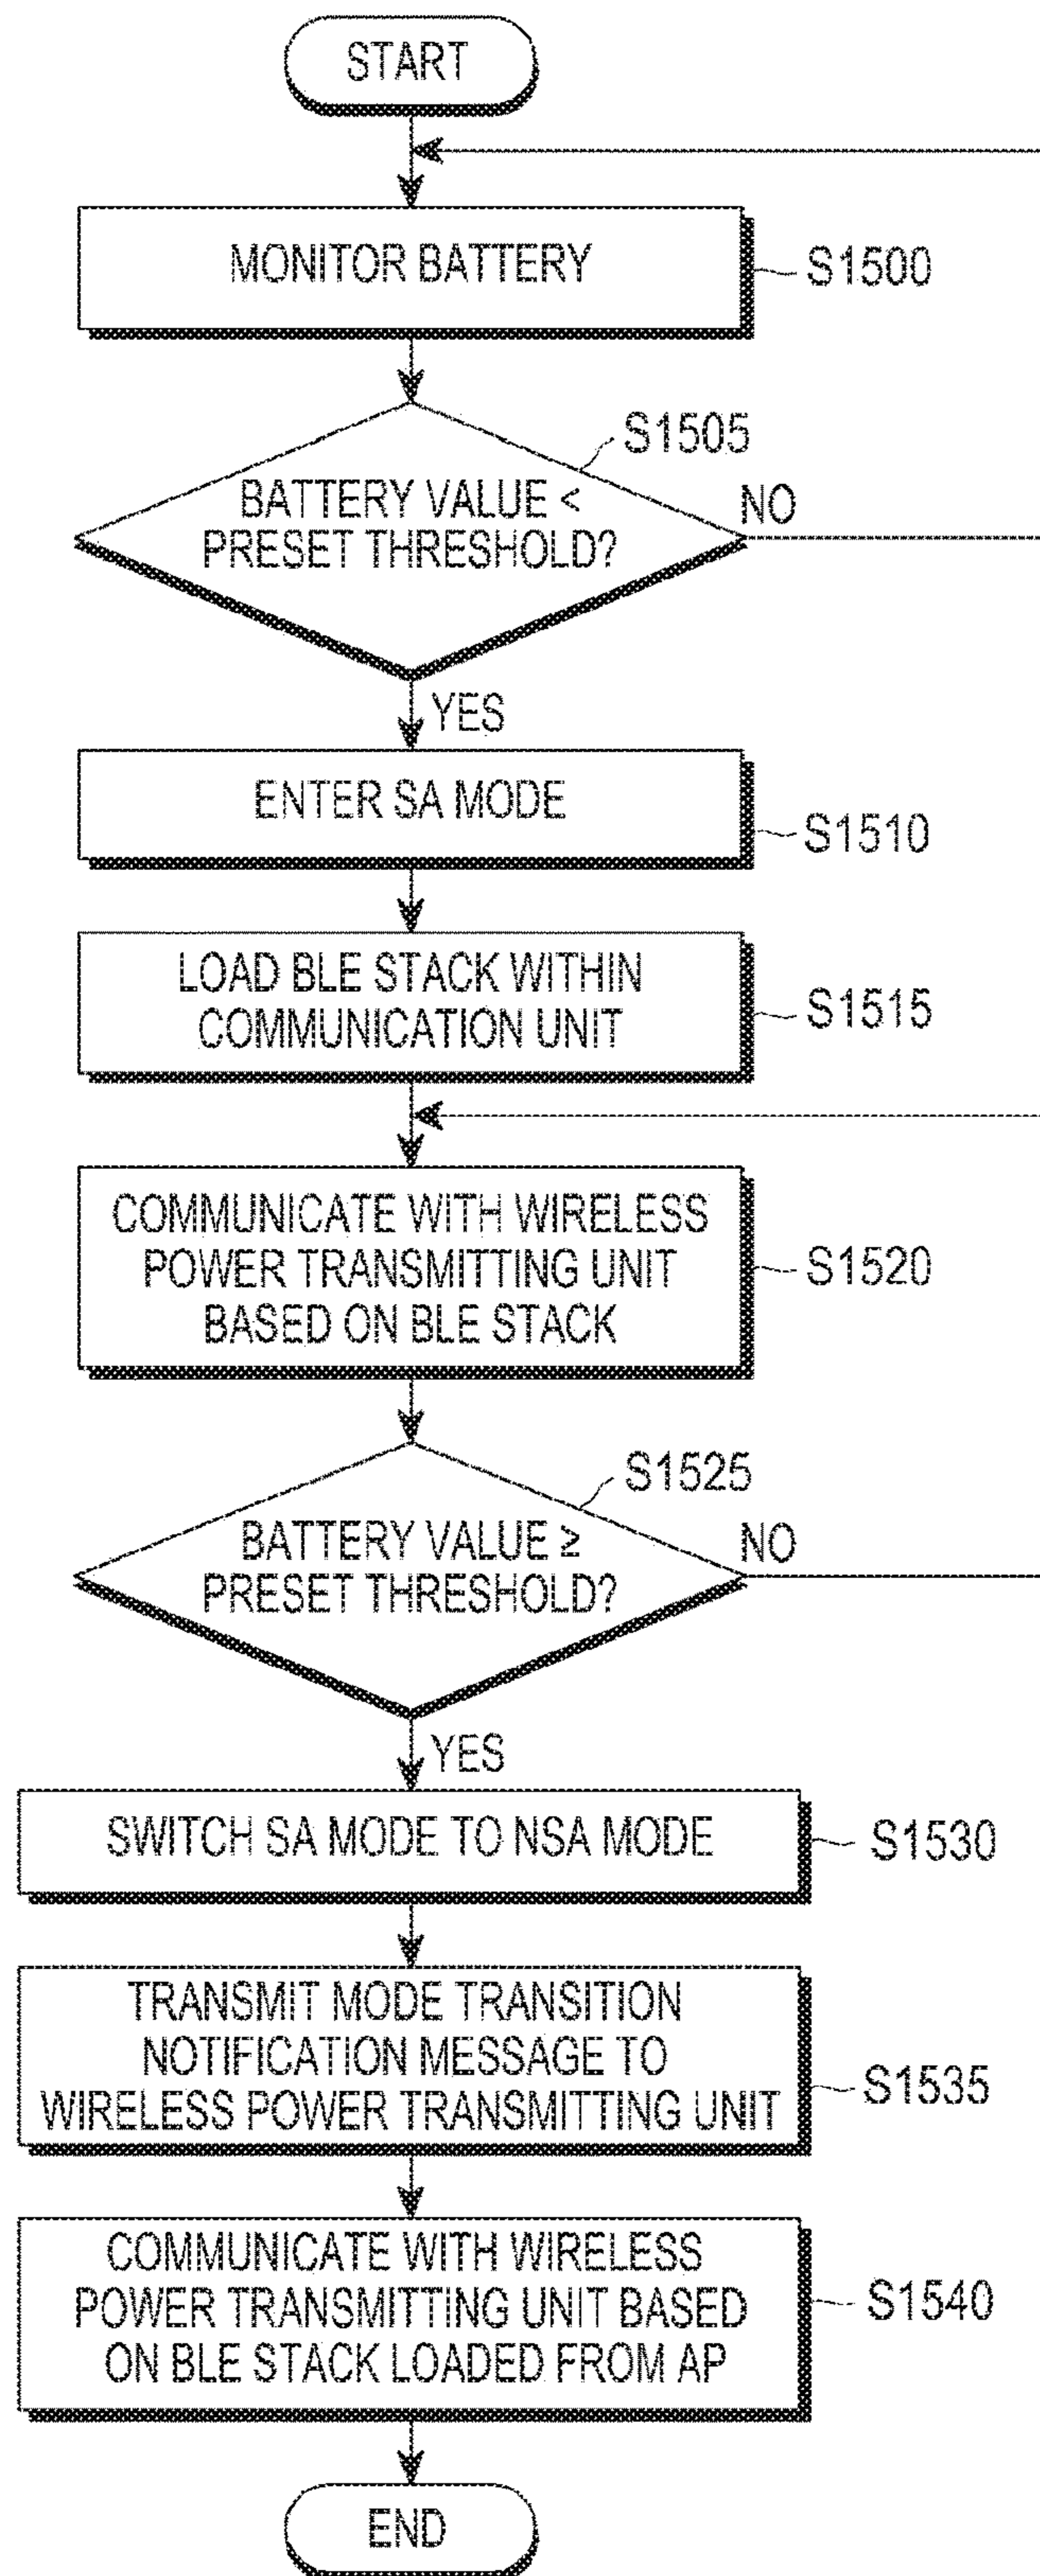 START
MONITOR BATTERY
S1500
S1505
BATTERY VALUE <
PRESET THRESHOLD?
NO
YES
ENTER SA MODE
S1510
LOAD BLE STACK WITHIN
COMMUNICATION UNIT
S1515
COMMUNICATE WITH WIRELESS
POWER TRANSMITTING UNIT
BASED ON BLE STACK
S1520
S1525
BATTERY VALUE ≥
PRESET THRESHOLD?
NO
YES
SWITCH SA MODE TO NSA MODE
S1530
TRANSMIT MODE TRANSITION
NOTIFICATION MESSAGE TO
WIRELESS POWER TRANSMITTING UNIT
S1535
COMMUNICATE WITH WIRELESS
POWER TRANSMITTING UNIT BASED
ON BLE STACK LOADED FROM AP
S1540
END